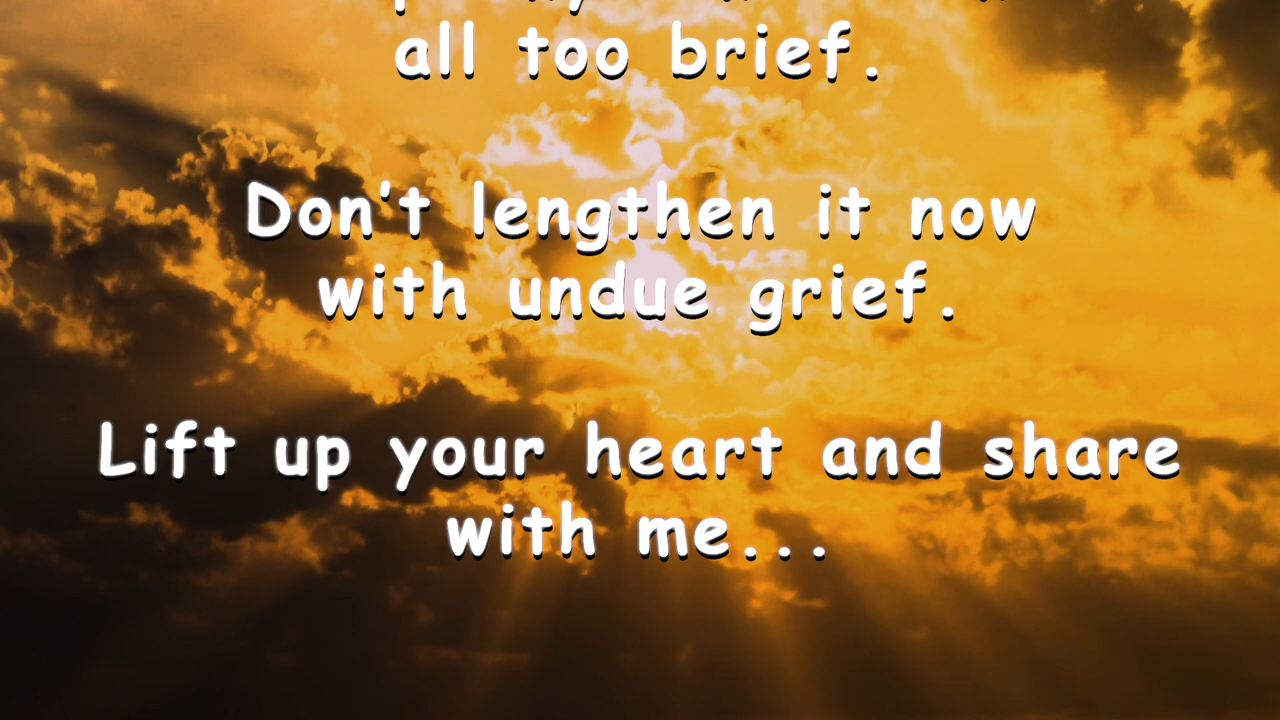 all too brief.
Don't lengthen it now
with undue grief.
Lift up your heart and share
with me...